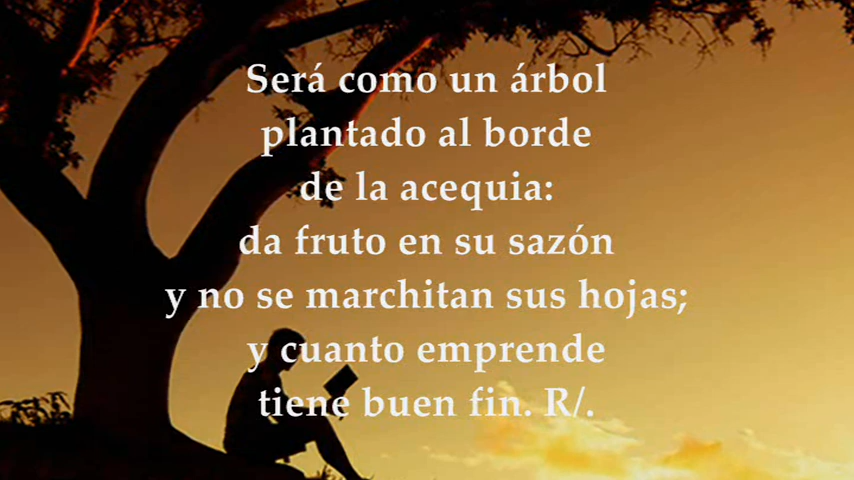 Será como un árbol
plantado al borde
de la acequia:
da fruto en su sazón
y no se marchitan sus hojas;
y cuanto emprende
tiene buen fin. R/.